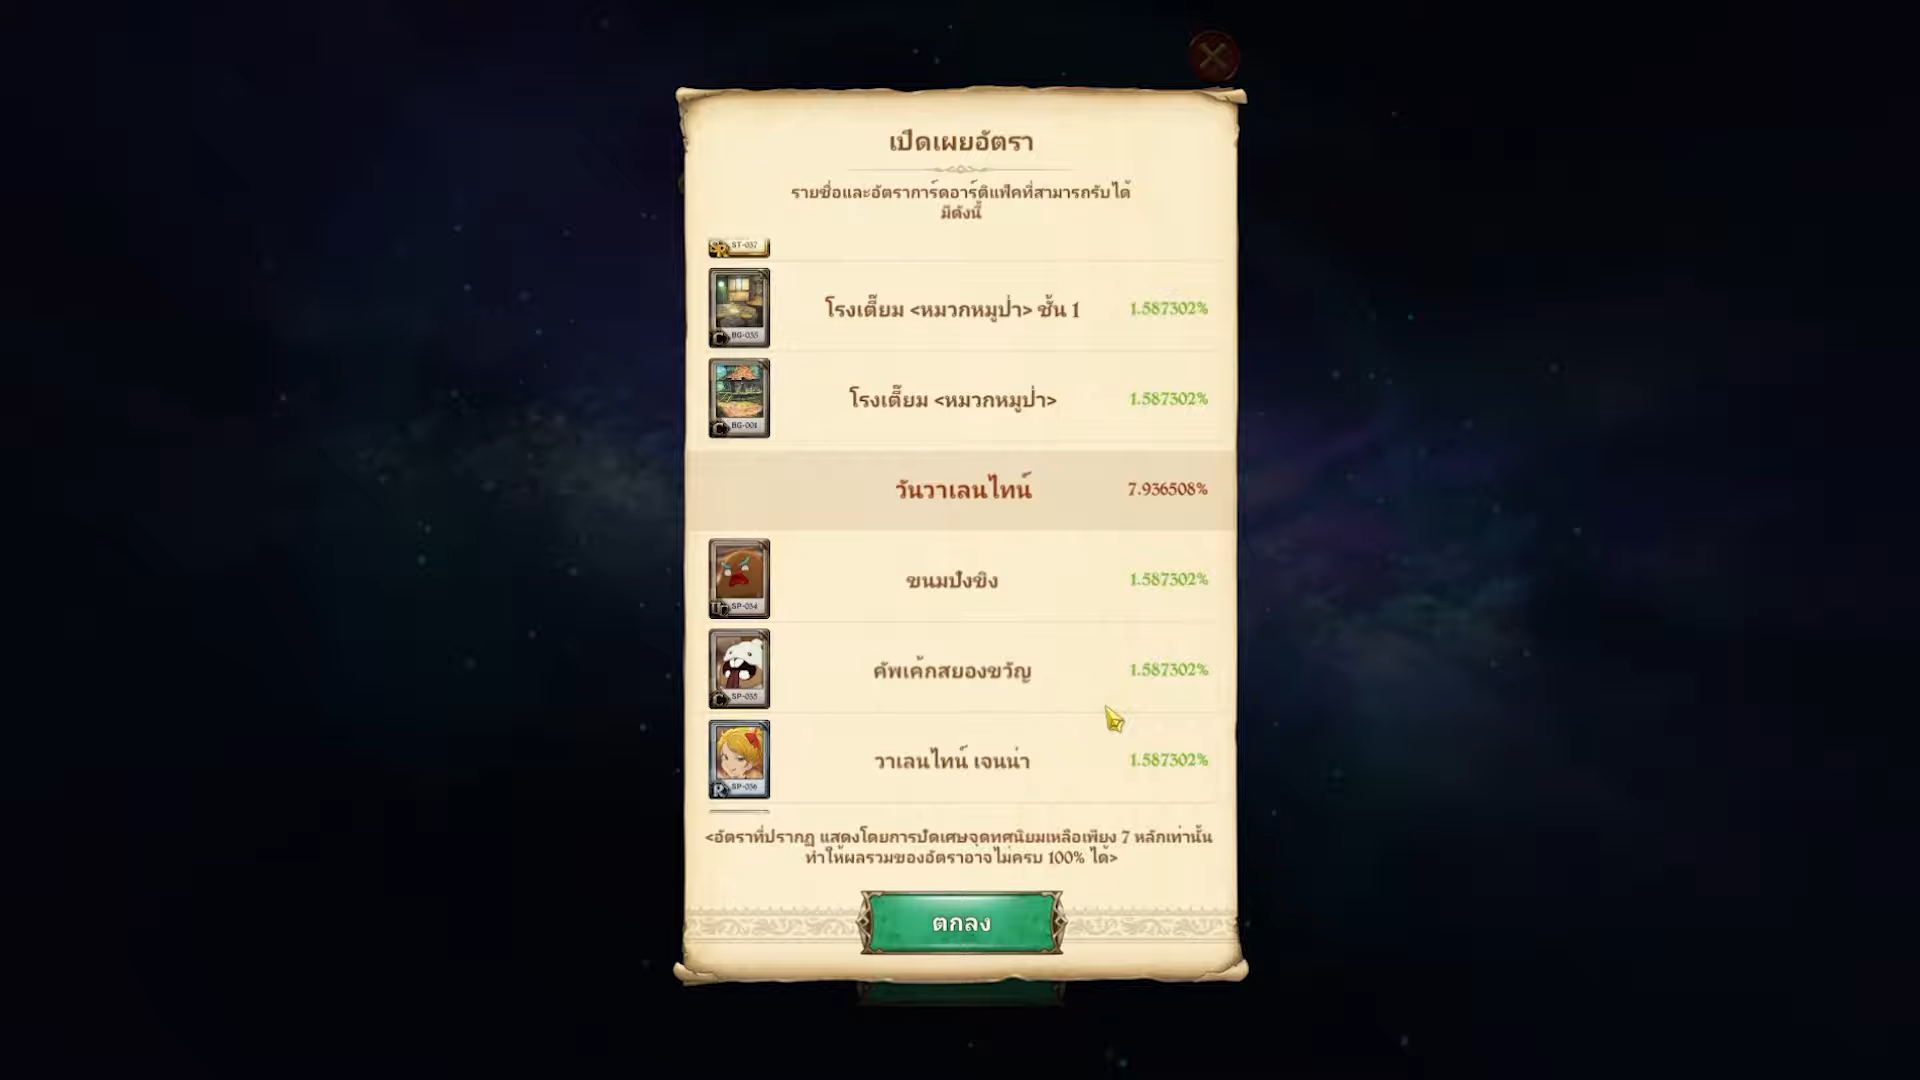 เปิดเผยอัตรา
รายชื่อและอัตราการ์ดอาร์ติแฟ็คที่สามารถรับได้
มีดังนี้
SR ST-037
โรงเตี๊ยม <หมวกหมูป่า> ชั้น 1 1.587302%
C BG-035
โรงเตี๊ยม <หมวกหมูป่า> 1.587302%
C BG-001
วันวาเลนไทน์ 7.936508%
ขนมปังขิง 1.587302%
SP-034
คัพเค้กสยองขวัญ 1.587302%
C SP-035
วาเลนไทน์ เจนน่า 1.587302%
R SP-036
<อัตราที่ปรากฏ แสดงโดยการปัดเศษจุดทศนิยมเหลือเพียง 7 หลักเท่านั้น
ทำให้ผลรวมของอัตราอาจไม่ครบ 100% ได้>
ตกลง